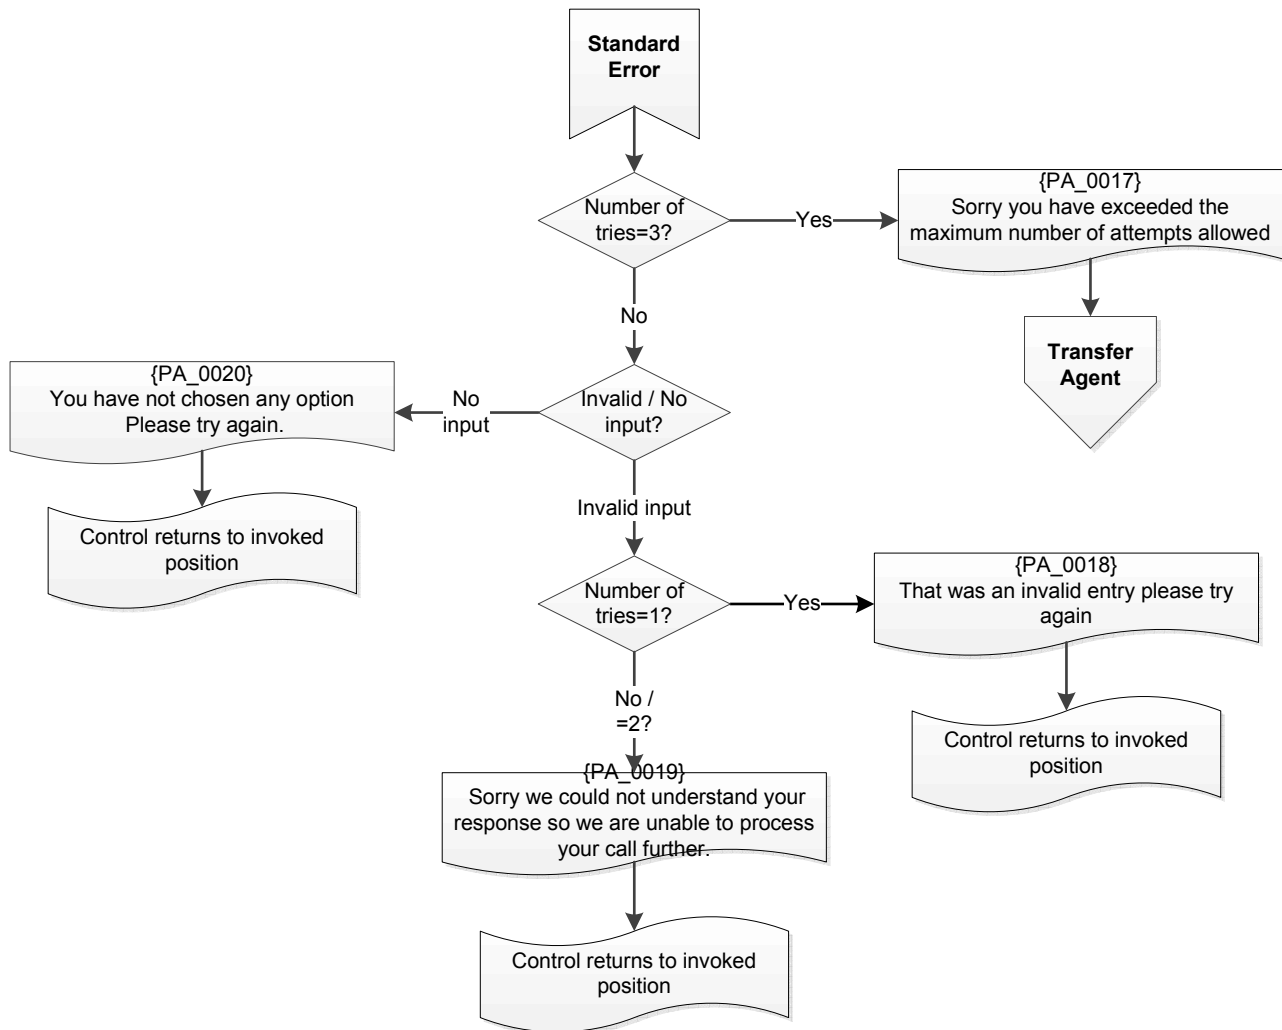 Standard
Error
Number of
tries=3?
Yes
{PA_0017}
Sorry you have exceeded the
maximum number of attempts allowed
Transfer
Agent
No
Invalid / No
input?
No
input
{PA_0020}
You have not chosen any option
Please try again.
Control returns to invoked
position
Invalid input
Number of
tries=1?
Yes
{PA_0018}
That was an invalid entry please try
again
Control returns to invoked
position
No /
=2?
{PA_0019}
Sorry we could not understand your
response so we are unable to process
your call further.
Control returns to invoked
position